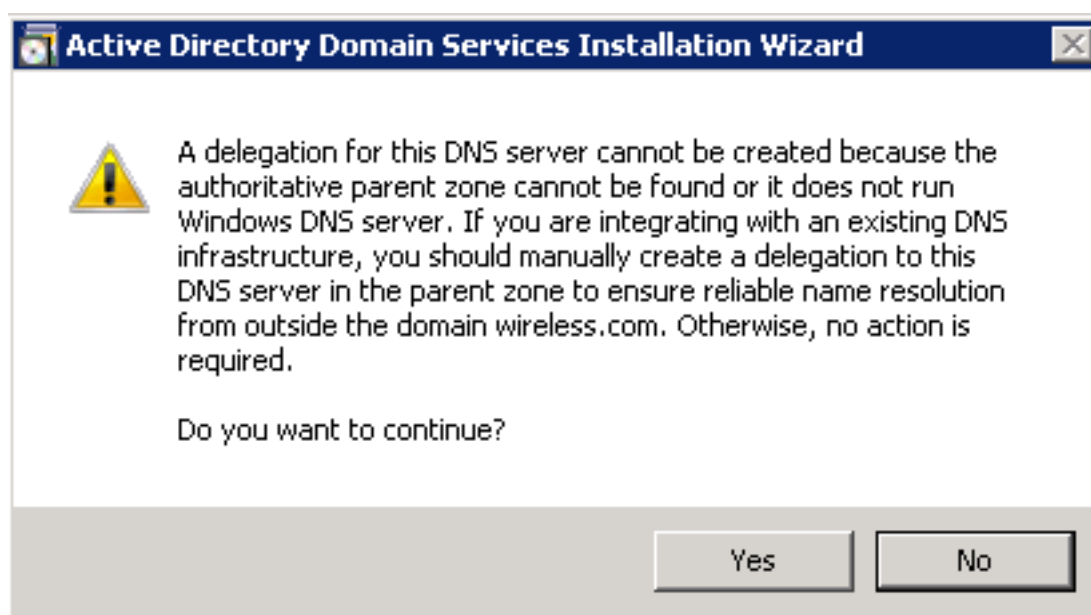 Active Directory Domain Services Installation Wizard
A delegation for this DNS server cannot be created because the
authoritative parent zone cannot be found or it does not run
Windows DNS server. If you are integrating with an existing DNS
infrastructure, you should manually create a delegation to this
DNS server in the parent zone to ensure reliable name resolution
from outside the domain wireless.com. Otherwise, no action is
required.
Do you want to continue?
Yes
No